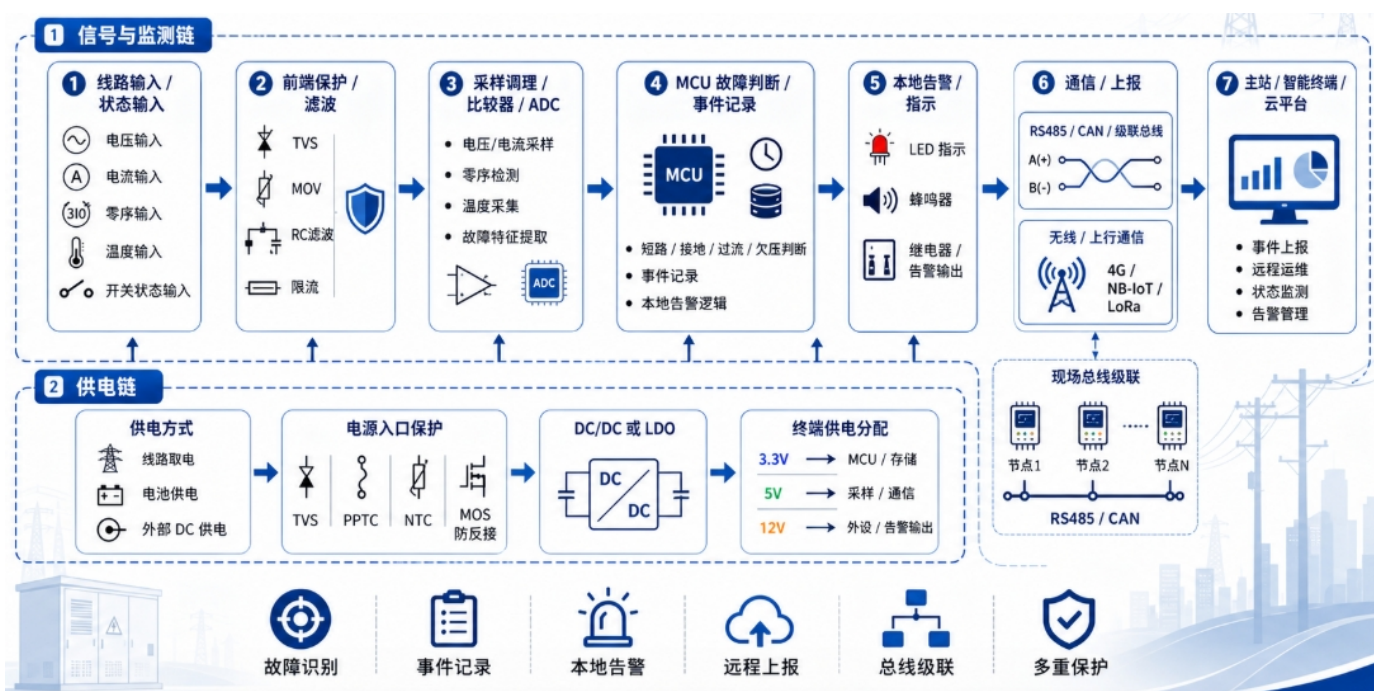 1 信号与监测链
1 线路输入 /
状态输入
电压输入
A 电流输入
3I0 零序输入
温度输入
开关状态输入
2 前端保护 /
滤波
TVS
MOV
RC滤波
限流
3 采样调理 /
比较器 / ADC
• 电压/电流采样
• 零序检测
• 温度采集
• 故障特征提取
ADC
4 MCU 故障判断 /
事件记录
MCU
• 短路 / 接地 / 过流 / 欠压判断
• 事件记录
• 本地告警逻辑
5 本地告警 /
指示
LED 指示
蜂鸣器
继电器 /
告警输出
6 通信 / 上报
RS485 / CAN / 级联总线
A(+)
B(-)
无线 / 上行通信
4G /
NB-IoT /
LoRa
7 主站 / 智能终端 /
云平台
• 事件上报
• 远程运维
• 状态监测
• 告警管理
2 供电链
供电方式
线路取电
电池供电
外部 DC 供电
电源入口保护
TVS
PPTC
NTC
MOS
防反接
DC/DC 或 LDO
DC
DC
终端供电分配
3.3V MCU / 存储
5V 采样 / 通信
12V 外设 / 告警输出
现场总线级联
节点1 节点2 节点N
RS485 / CAN
故障识别
事件记录
本地告警
远程上报
总线级联
多重保护